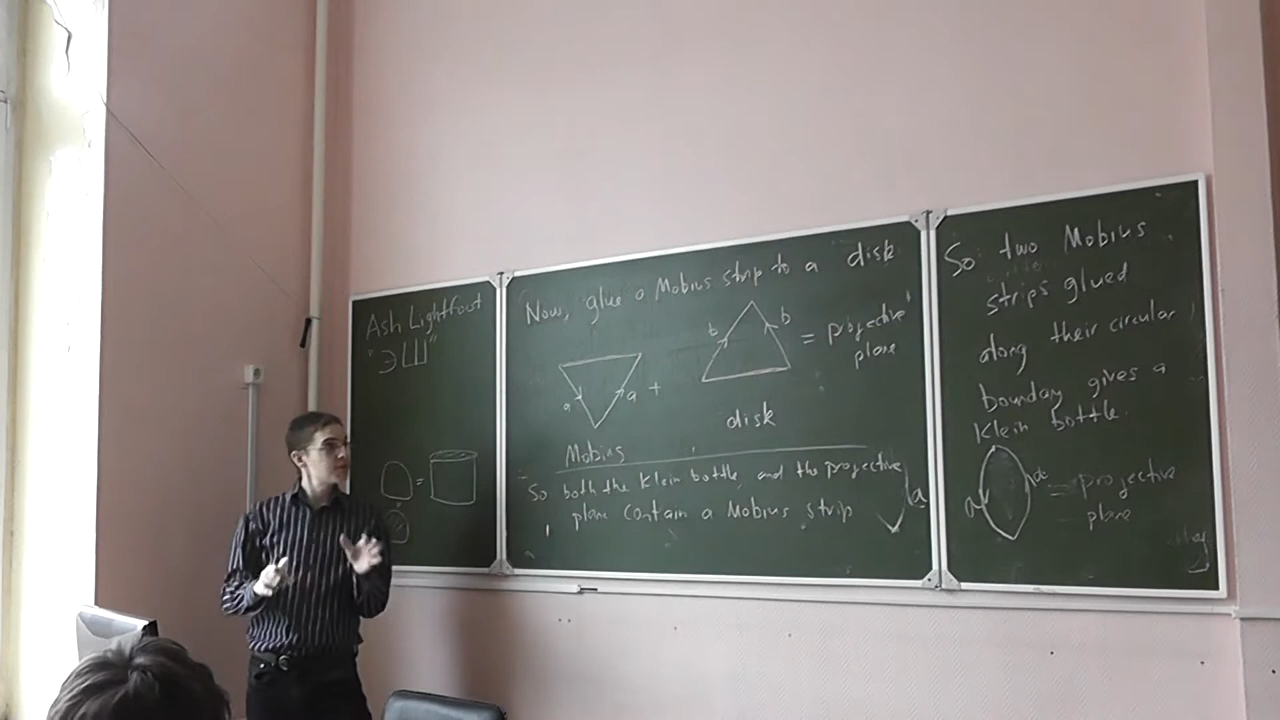 Ash Lightfoot
"ЭШ"
=
Now, glue a Mobius strip to a disk
b b
= projective
plane
a a +
disk
Mobius
So both the Klein bottle, and the projective
plane contain a Mobius strip
a
So two Mobius
strips glued
along their circular
boundary gives a
Klein bottle.
a a = projective
plane